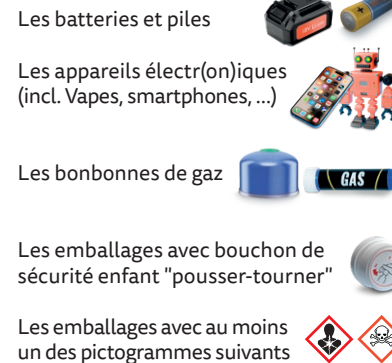 Les batteries et piles
Les appareils électr(on)iques
(incl. Vapes, smartphones, ...)
Les bonbonnes de gaz
GAS
Les emballages avec bouchon de
sécurité enfant "pousser-tourner"
Les emballages avec au moins
un des pictogrammes suivants